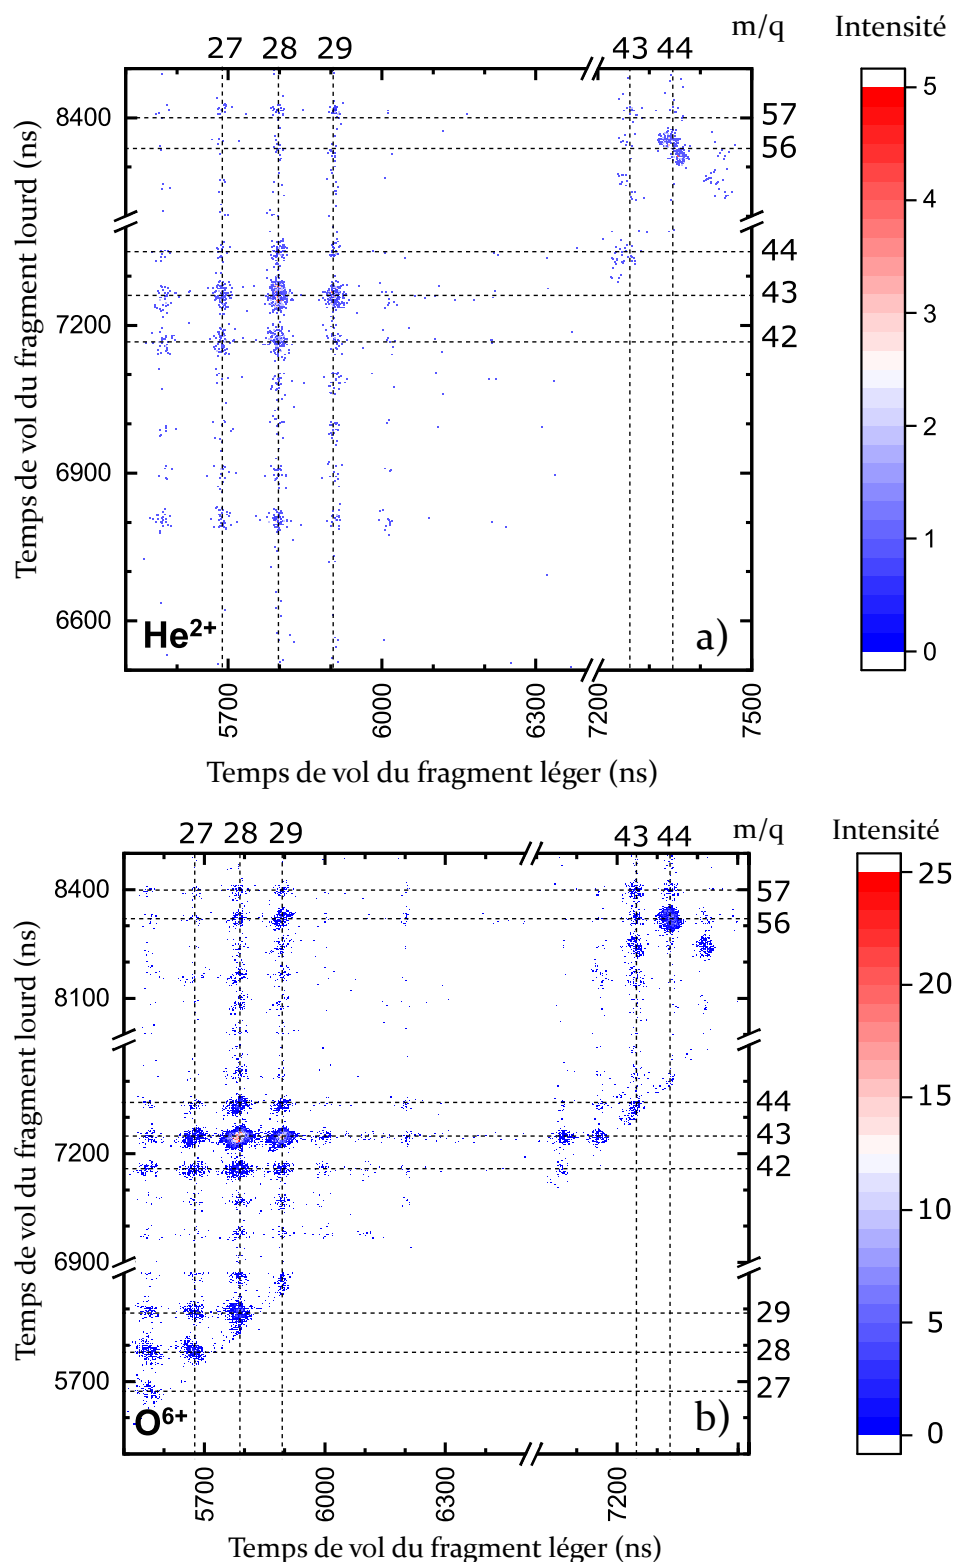 m/q Intensité
27 28 29 43 44
5
8400
57
56
4
44
3
43
7200
42
2
6900
1
6600
He2+
a)
0
5700 6000 6300 7200 7500
Temps de vol du fragment lourd (ns)
Temps de vol du fragment léger (ns)
27 28 29 43 44 m/q Intensité
25
8400
57
56
20
8100
15
44
43
7200
42
10
6900
29
5
28
5700
27
O6+
b)
0
5700 6000 6300 7200
Temps de vol du fragment lourd (ns)
Temps de vol du fragment léger (ns)